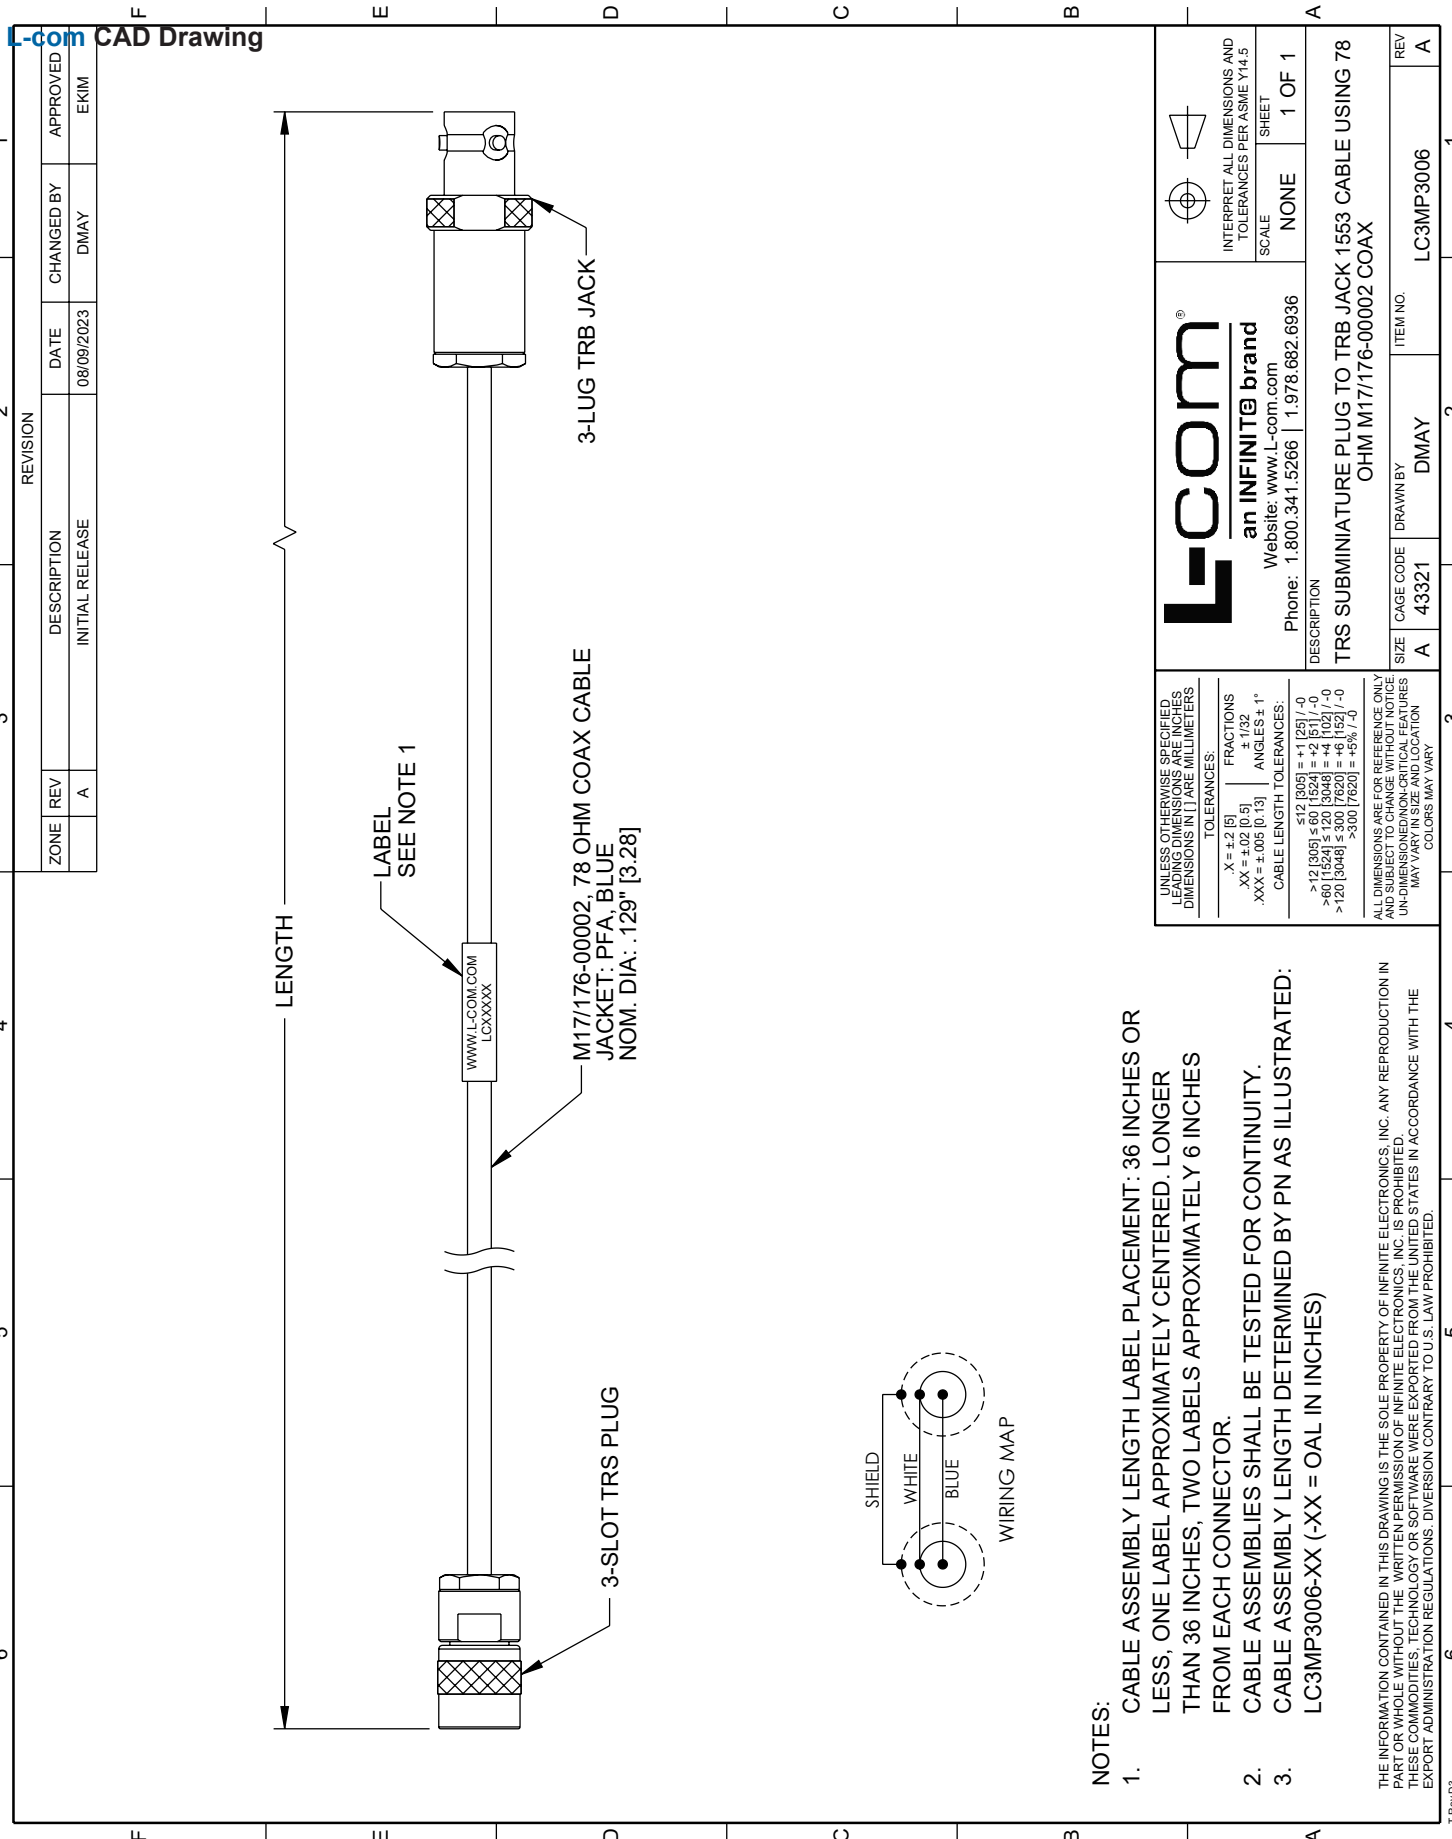 L-com CAD Drawing
REVISION
ZONE REV DESCRIPTION DATE CHANGED BY APPROVED
A INITIAL RELEASE 08/09/2023 DMAY EKIM
F E D C B A
1 2 3 4 5 6
LENGTH
LABEL
SEE NOTE 1
WWW.L-COM.COM
LCXXXXX
3-SLOT TRS PLUG
M17/176-00002, 78 OHM COAX CABLE
JACKET: PFA, BLUE
NOM. DIA: .129" [3.28]
3-LUG TRB JACK
SHIELD
WHITE
BLUE
WIRING MAP
NOTES:
1. CABLE ASSEMBLY LENGTH LABEL PLACEMENT: 36 INCHES OR
LESS, ONE LABEL APPROXIMATELY CENTERED. LONGER
THAN 36 INCHES, TWO LABELS APPROXIMATELY 6 INCHES
FROM EACH CONNECTOR.
2. CABLE ASSEMBLIES SHALL BE TESTED FOR CONTINUITY.
3. CABLE ASSEMBLY LENGTH DETERMINED BY PN AS ILLUSTRATED:
LC3MP3006-XX (-XX = OAL IN INCHES)
THE INFORMATION CONTAINED IN THIS DRAWING IS THE SOLE PROPERTY OF INFINITE ELECTRONICS, INC. ANY REPRODUCTION IN
PART OR WHOLE WITHOUT THE WRITTEN PERMISSION OF INFINITE ELECTRONICS, INC. IS PROHIBITED.
THESE COMMODITIES, TECHNOLOGY OR SOFTWARE WERE EXPORTED FROM THE UNITED STATES IN ACCORDANCE WITH THE
EXPORT ADMINISTRATION REGULATIONS. DIVERSION CONTRARY TO U.S. LAW PROHIBITED.
UNLESS OTHERWISE SPECIFIED
LEADING DIMENSIONS ARE INCHES
DIMENSIONS IN [ ] ARE MILLIMETERS
TOLERANCES:
.X = ±.2 [5] FRACTIONS
.XX = ±.02 [0.5] ± 1/32
.XXX = ±.005 [0.13] ANGLES ± 1°
CABLE LENGTH TOLERANCES:
≤12 [305] = +1 [25] / -0
>12 [305] ≤ 60 [1524] = +2 [51] / -0
>60 [1524] ≤ 120 [3048] = +4 [102] / -0
>120 [3048] ≤ 300 [7620] = +6 [152] / -0
>300 [7620] = +5% / -0
ALL DIMENSIONS ARE FOR REFERENCE ONLY
AND SUBJECT TO CHANGE WITHOUT NOTICE.
UN-DIMENSIONED/NON-CRITICAL FEATURES
MAY VARY IN SIZE AND LOCATION
COLORS MAY VARY
L-com®
an INFINITE brand
Website: www.L-com.com
Phone: 1.800.341.5266 | 1.978.682.6936
INTERPRET ALL DIMENSIONS AND
TOLERANCES PER ASME Y14.5
SCALE NONE
SHEET 1 OF 1
DESCRIPTION
TRS SUBMINIATURE PLUG TO TRB JACK 1553 CABLE USING 78
OHM M17/176-00002 COAX
SIZE A
CAGE CODE 43321
DRAWN BY DMAY
ITEM NO. LC3MP3006
REV A